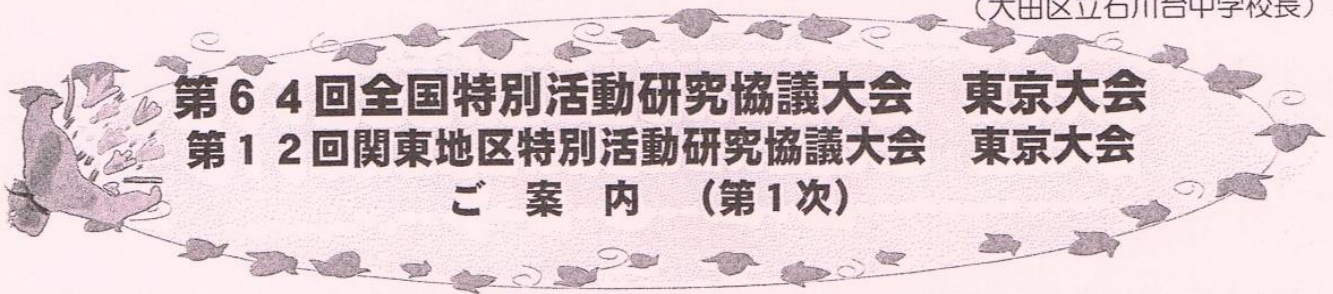 （大田区立石川台中学校長）
第６４回全国特別活動研究協議大会　東京大会
第１２回関東地区特別活動研究協議大会　東京大会
ご　案　内　（第１次）